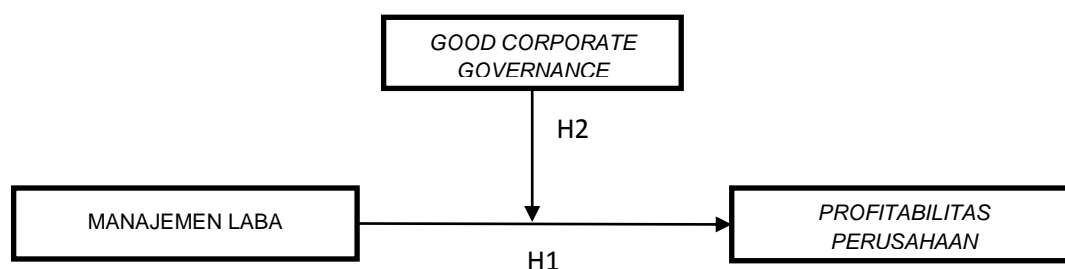 GOOD CORPORATE
GOVERNANCE
H2
MANAJEMEN LABA
PROFITABILITAS
PERUSAHAAN
H1